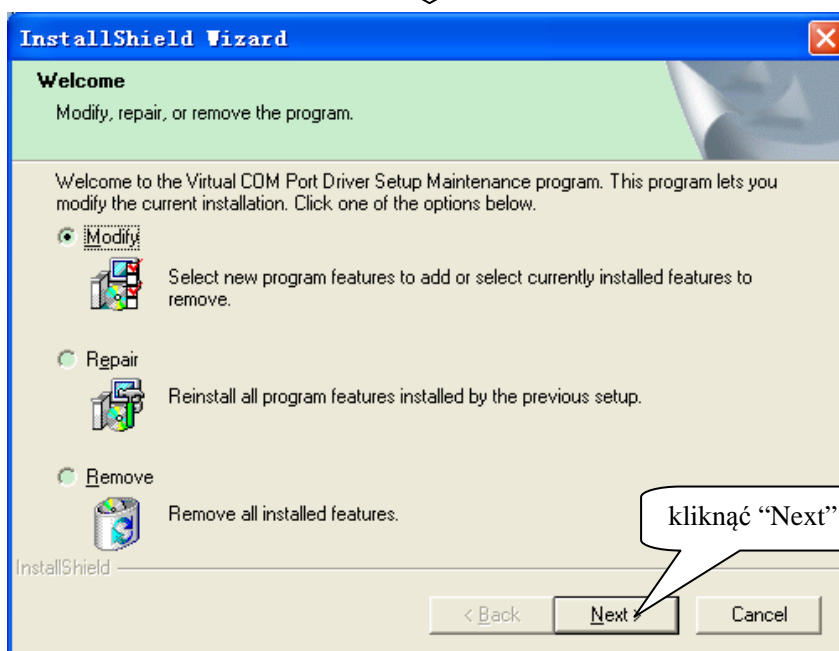 InstallShield Wizard
Welcome
Modify, repair, or remove the program.
Welcome to the Virtual COM Port Driver Setup Maintenance program. This program lets you
modify the current installation. Click one of the options below.
Modify
Select new program features to add or select currently installed features to
remove.
Repair
Reinstall all program features installed by the previous setup.
Remove
Remove all installed features.
kliknąć “Next”
InstallShield
< Back
Next >
Cancel